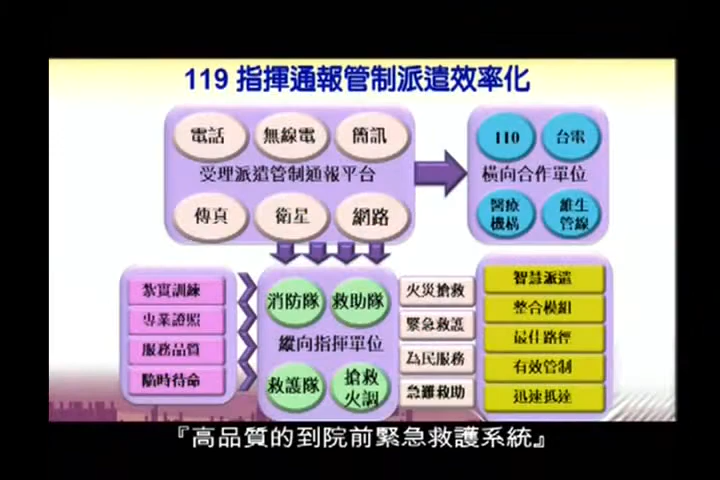 119 指揮通報管制派遣效率化
電話 無線電 簡訊
受理派遣管制通報平台
傳真 衛星 網路
110 台電
橫向合作單位
醫療機構 維生管線
紮實訓練
專業證照
服務品質
隨時待命
消防隊 救助隊
縱向指揮單位
救護隊 搶救火調
火災搶救
緊急救護
為民服務
急難救助
智慧派遣
整合模組
最佳路徑
有效管制
迅速抵達
『高品質的到院前緊急救護系統』